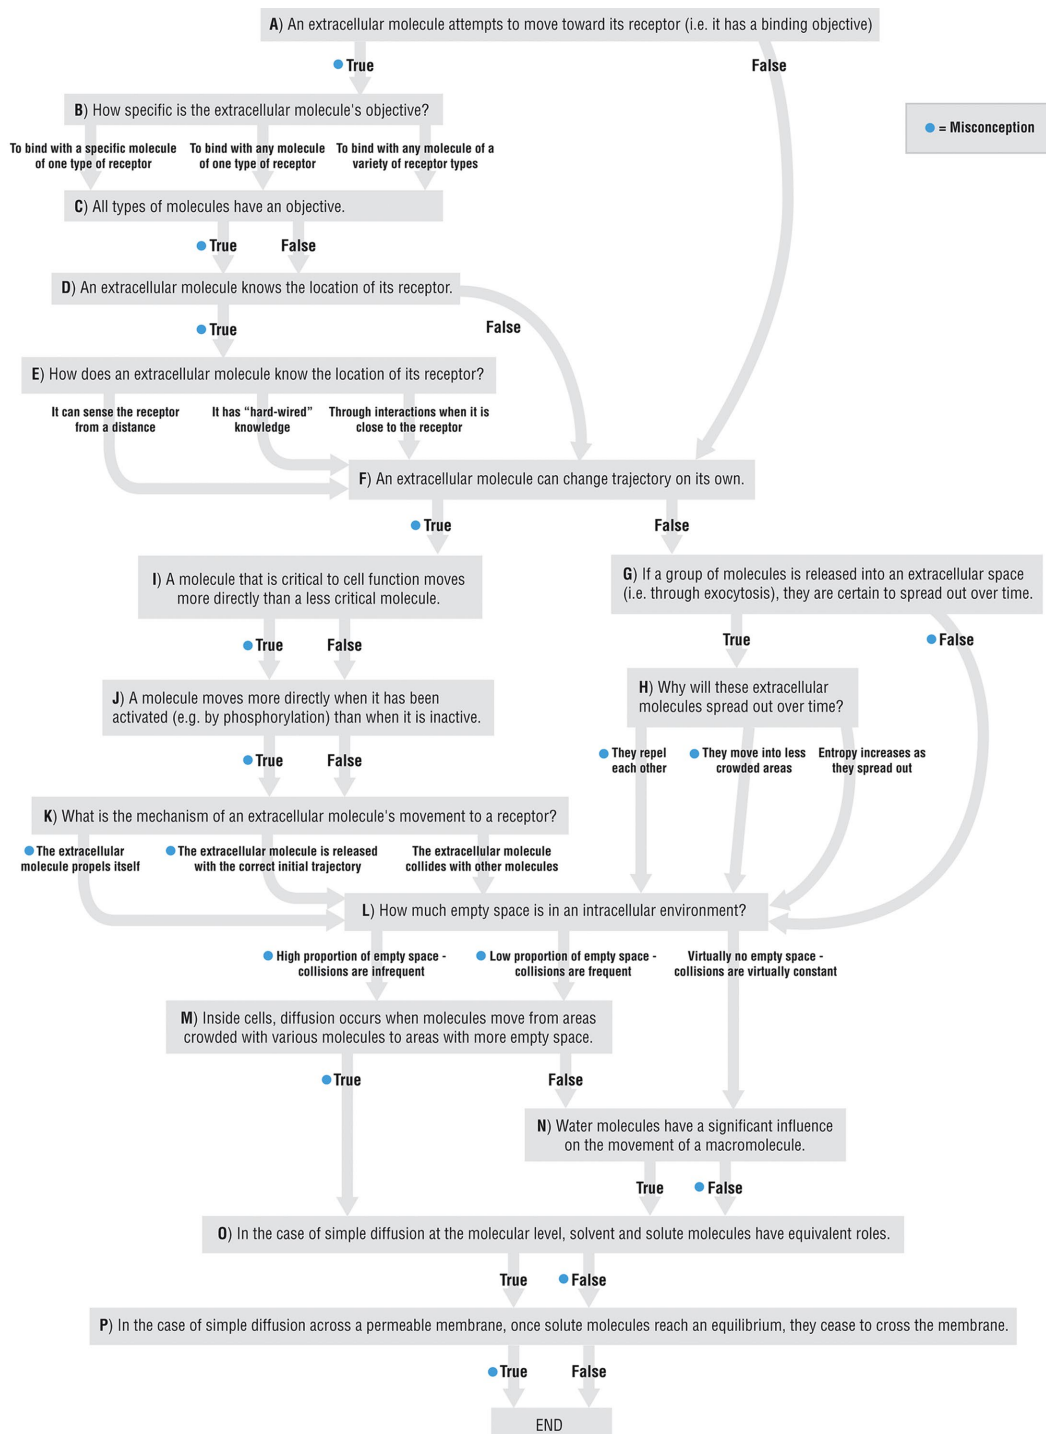 A) An extracellular molecule attempts to move toward its receptor (i.e. it has a binding objective)
True
False
B) How specific is the extracellular molecule's objective?
= Misconception
To bind with a specific molecule
of one type of receptor
To bind with any molecule
of one type of receptor
To bind with any molecule of a
variety of receptor types
C) All types of molecules have an objective.
True
False
D) An extracellular molecule knows the location of its receptor.
True
False
E) How does an extracellular molecule know the location of its receptor?
It can sense the receptor
from a distance
It has “hard-wired”
knowledge
Through interactions when it is
close to the receptor
F) An extracellular molecule can change trajectory on its own.
True
False
I) A molecule that is critical to cell function moves
more directly than a less critical molecule.
G) If a group of molecules is released into an extracellular space
(i.e. through exocytosis), they are certain to spread out over time.
True
False
True
False
J) A molecule moves more directly when it has been
activated (e.g. by phosphorylation) than when it is inactive.
H) Why will these extracellular
molecules spread out over time?
True
False
They repel
each other
They move into less
crowded areas
Entropy increases as
they spread out
K) What is the mechanism of an extracellular molecule's movement to a receptor?
The extracellular
molecule propels itself
The extracellular molecule is released
with the correct initial trajectory
The extracellular molecule
collides with other molecules
L) How much empty space is in an intracellular environment?
High proportion of empty space -
collisions are infrequent
Low proportion of empty space -
collisions are frequent
Virtually no empty space -
collisions are virtually constant
M) Inside cells, diffusion occurs when molecules move from areas
crowded with various molecules to areas with more empty space.
True
False
N) Water molecules have a significant influence
on the movement of a macromolecule.
True
False
O) In the case of simple diffusion at the molecular level, solvent and solute molecules have equivalent roles.
True
False
P) In the case of simple diffusion across a permeable membrane, once solute molecules reach an equilibrium, they cease to cross the membrane.
True
False
END